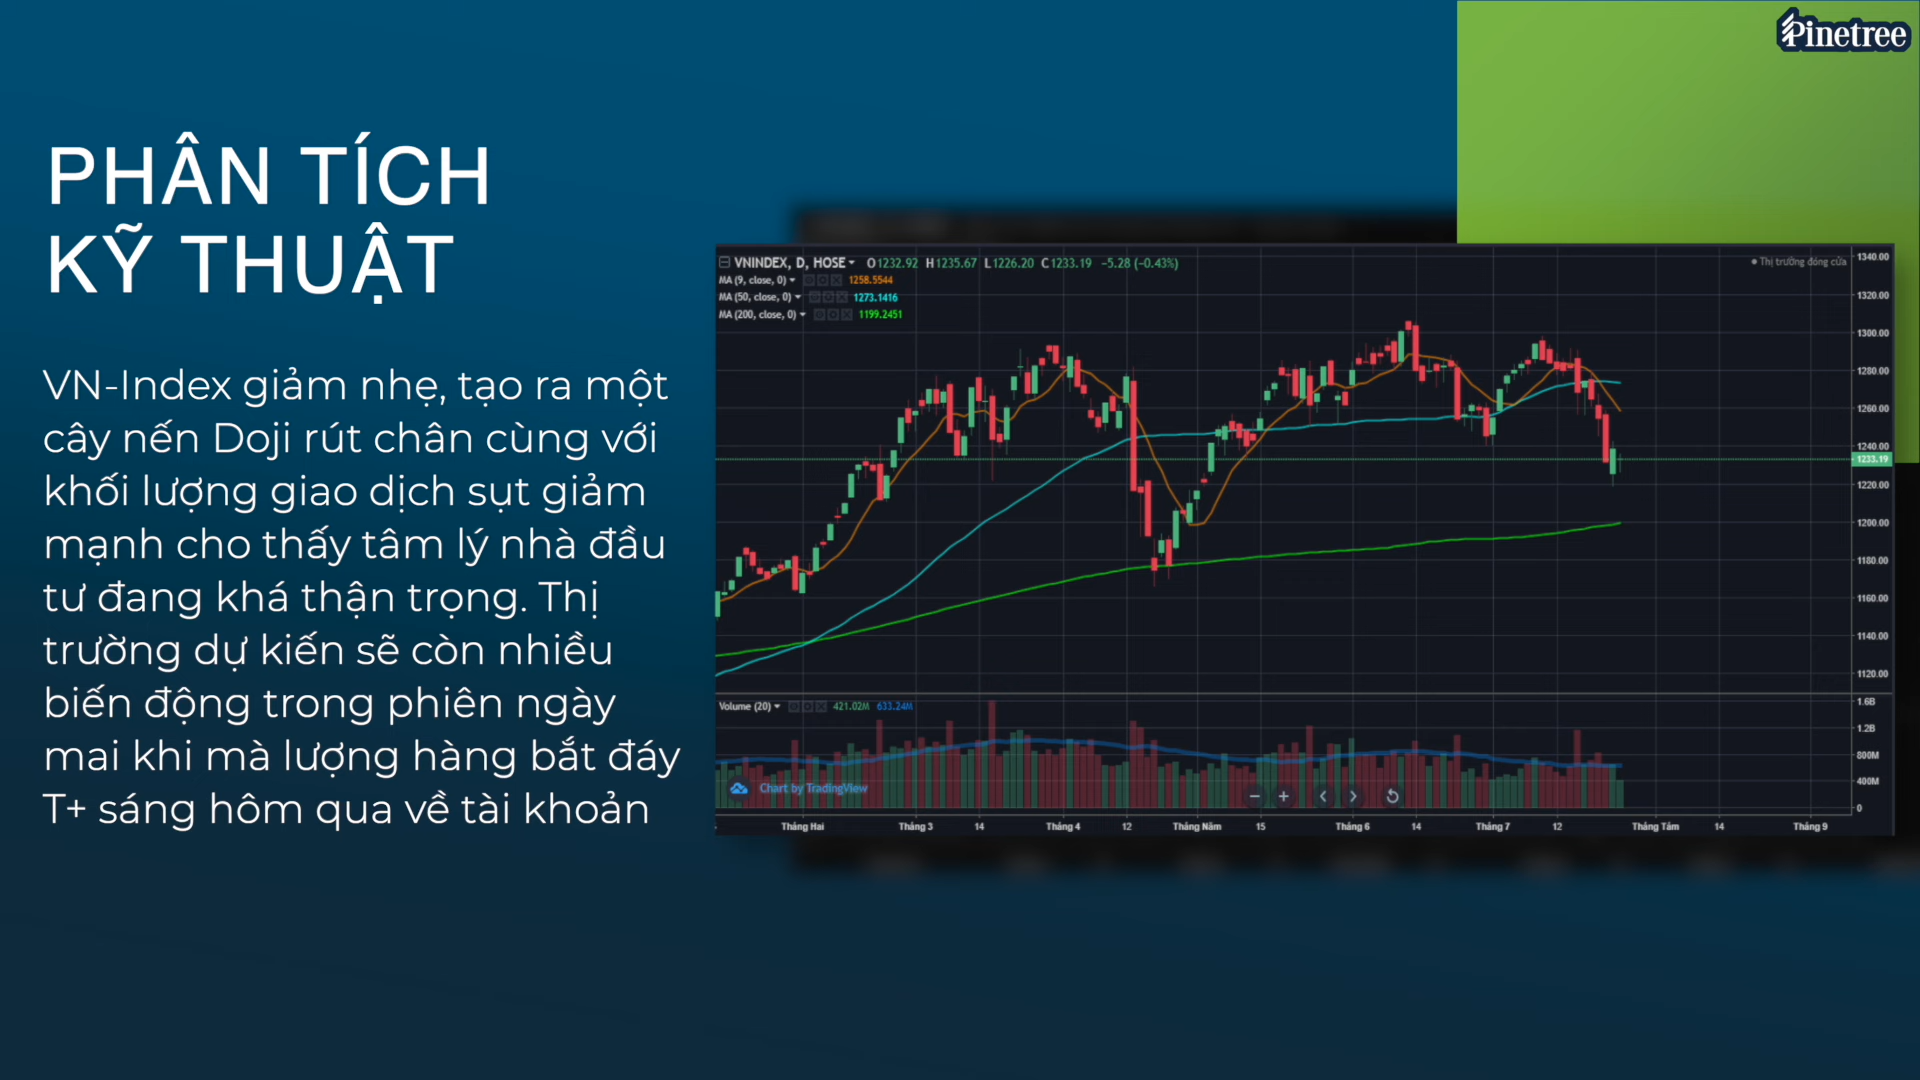 Pinetree
PHÂN TÍCH
KỸ THUẬT
VN-Index giảm nhẹ, tạo ra một
cây nến Doji rút chân cùng với
khối lượng giao dịch sụt giảm
mạnh cho thấy tâm lý nhà đầu
tư đang khá thận trọng. Thị
trường dự kiến sẽ còn nhiều
biến động trong phiên ngày
mai khi mà lượng hàng bắt đáy
T+ sáng hôm qua về tài khoản
VNINDEX, D, HOSE O1232.92 H1235.67 L1226.20 C1233.19 −5.28 (−0.43%)
Thị trường đóng cửa
MA (9, close, 0) 1258.5544
MA (50, close, 0) 1273.1416
MA (200, close, 0) 1199.2451
1340.00
1320.00
1300.00
1280.00
1260.00
1240.00
1233.19
1220.00
1200.00
1180.00
1160.00
1140.00
1120.00
Volume (20) 421.02M 633.24M
1.6B
1.2B
800M
400M
0
Chart by TradingView
Tháng Hai Tháng 3 14 Tháng 4 12 Tháng Năm 15 Tháng 6 14 Tháng 7 12 Tháng Tám 14 Tháng 9